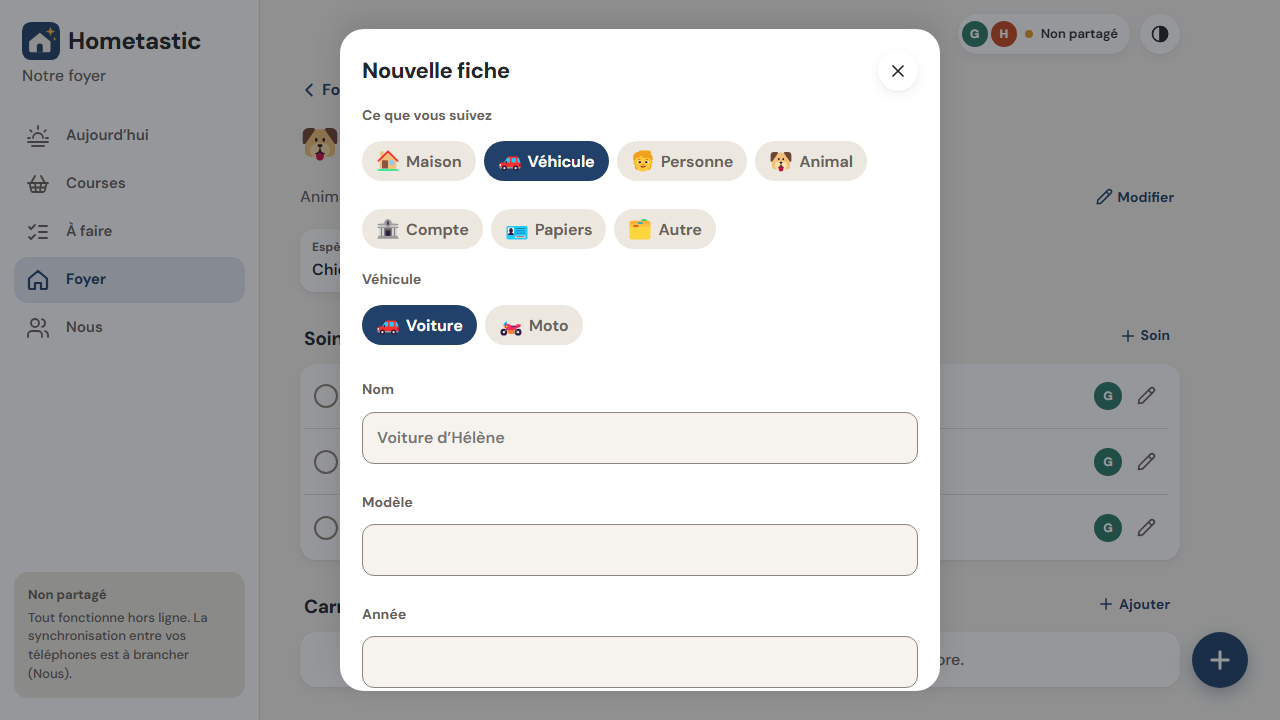 Hometastic
Notre foyer
Aujourd’hui
Courses
À faire
Foyer
Nous
Non partagé
Tout fonctionne hors ligne. La
synchronisation entre vos
téléphones est à brancher
(Nous).
G H Non partagé
Modifier
Soin
G
G
G
Ajouter
Nouvelle fiche
Ce que vous suivez
Maison Véhicule Personne Animal
Compte Papiers Autre
Véhicule
Voiture Moto
Nom
Voiture d’Hélène
Modèle
Année